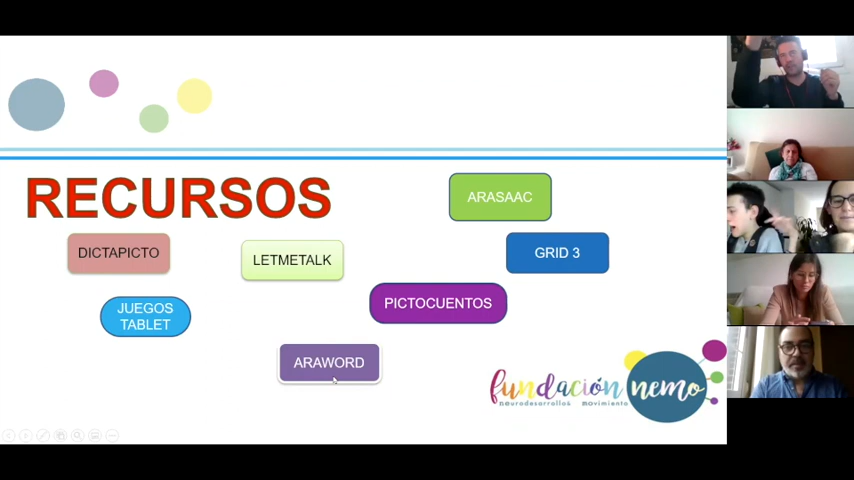 RECURSOS
ARASAAC
DICTAPICTO
LETMETALK
GRID 3
JUEGOS
TABLET
PICTOCUENTOS
ARAWORD
fundación nemo
neurodesarrollo movimiento